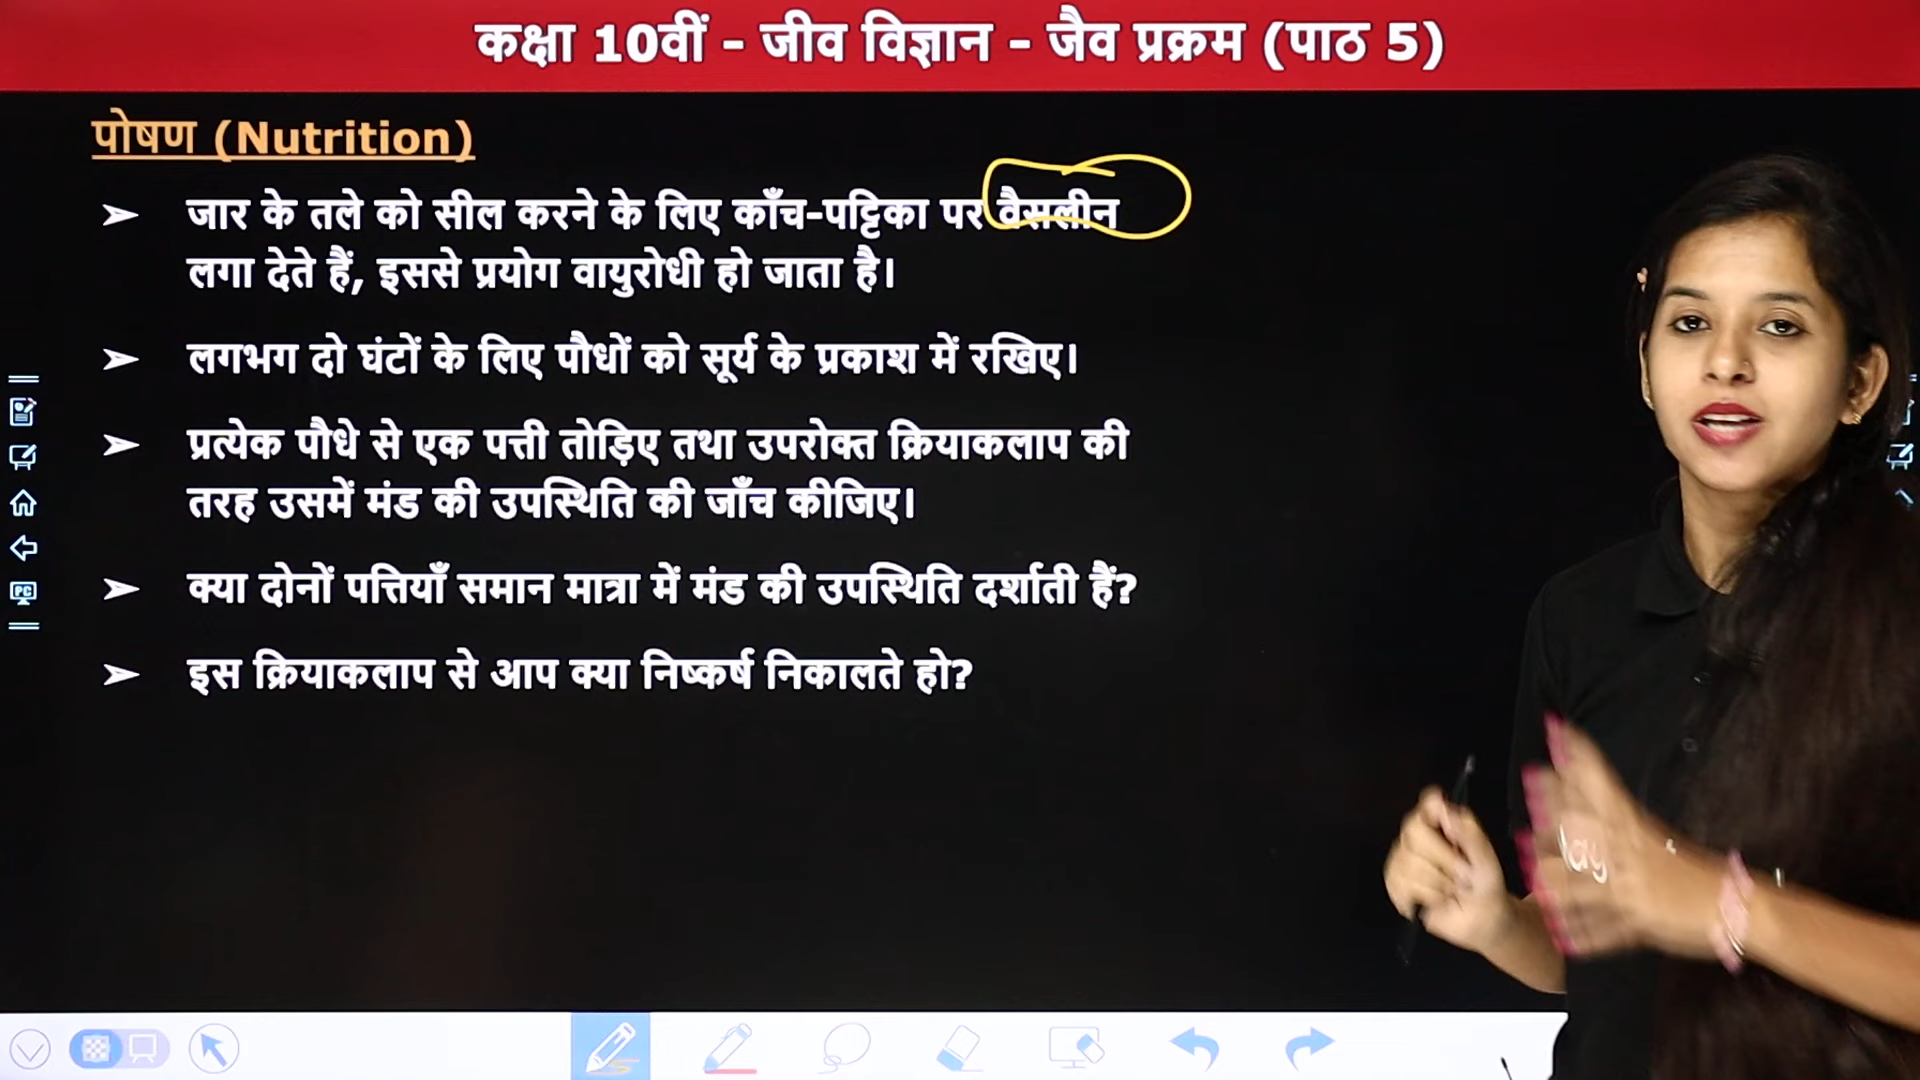 कक्षा 10वीं - जीव विज्ञान - जैव प्रक्रम (पाठ 5)
पोषण (Nutrition)
➢ जार के तले को सील करने के लिए काँच-पट्टिका पर वैसलीन
लगा देते हैं, इससे प्रयोग वायुरोधी हो जाता है।
➢ लगभग दो घंटों के लिए पौधों को सूर्य के प्रकाश में रखिए।
➢ प्रत्येक पौधे से एक पत्ती तोड़िए तथा उपरोक्त क्रियाकलाप की
तरह उसमें मंड की उपस्थिति की जाँच कीजिए।
➢ क्या दोनों पत्तियाँ समान मात्रा में मंड की उपस्थिति दर्शाती हैं?
➢ इस क्रियाकलाप से आप क्या निष्कर्ष निकालते हो?
PC